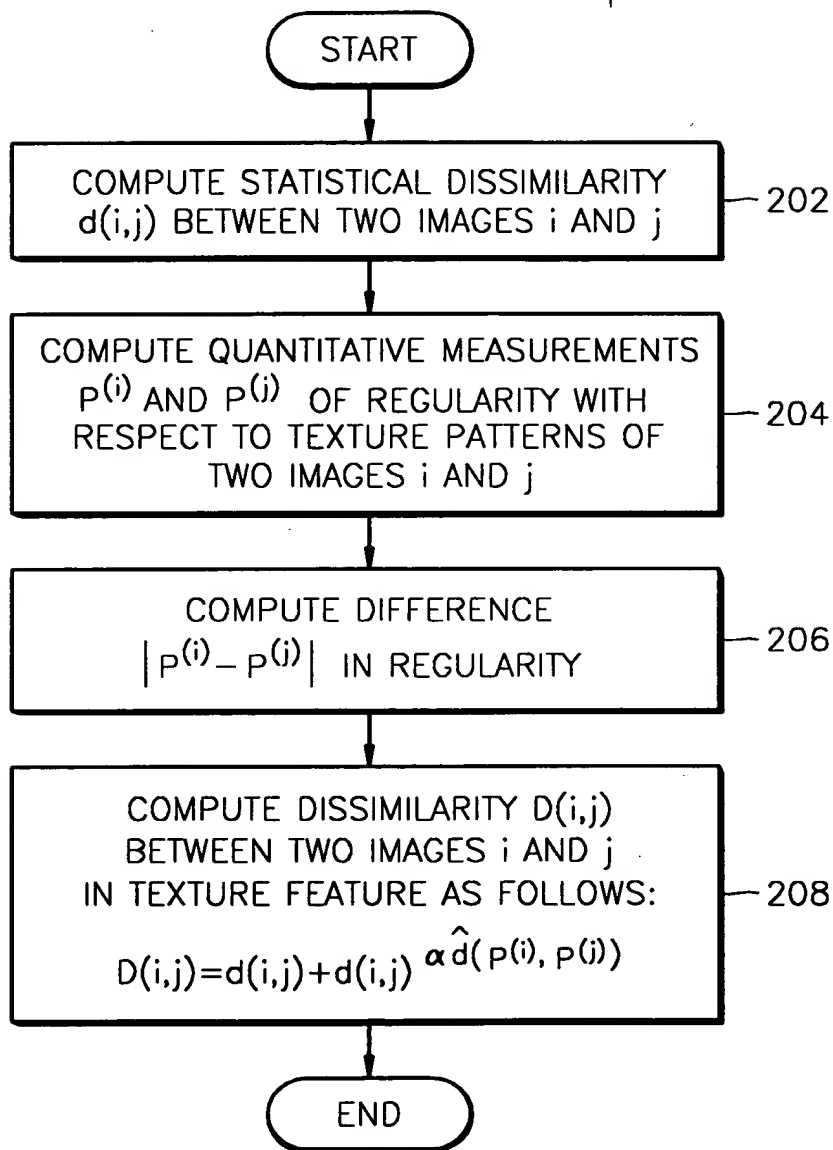 START
COMPUTE STATISTICAL DISSIMILARITY
d(i,j) BETWEEN TWO IMAGES i AND j
202
COMPUTE QUANTITATIVE MEASUREMENTS
P^(i) AND P^(j) OF REGULARITY WITH
RESPECT TO TEXTURE PATTERNS OF
TWO IMAGES i AND j
204
COMPUTE DIFFERENCE
|P^(i) − P^(j)| IN REGULARITY
206
COMPUTE DISSIMILARITY D(i,j)
BETWEEN TWO IMAGES i AND j
IN TEXTURE FEATURE AS FOLLOWS:
D(i,j)=d(i,j)+d(i,j)^αd̂(P^(i), P^(j))
208
END